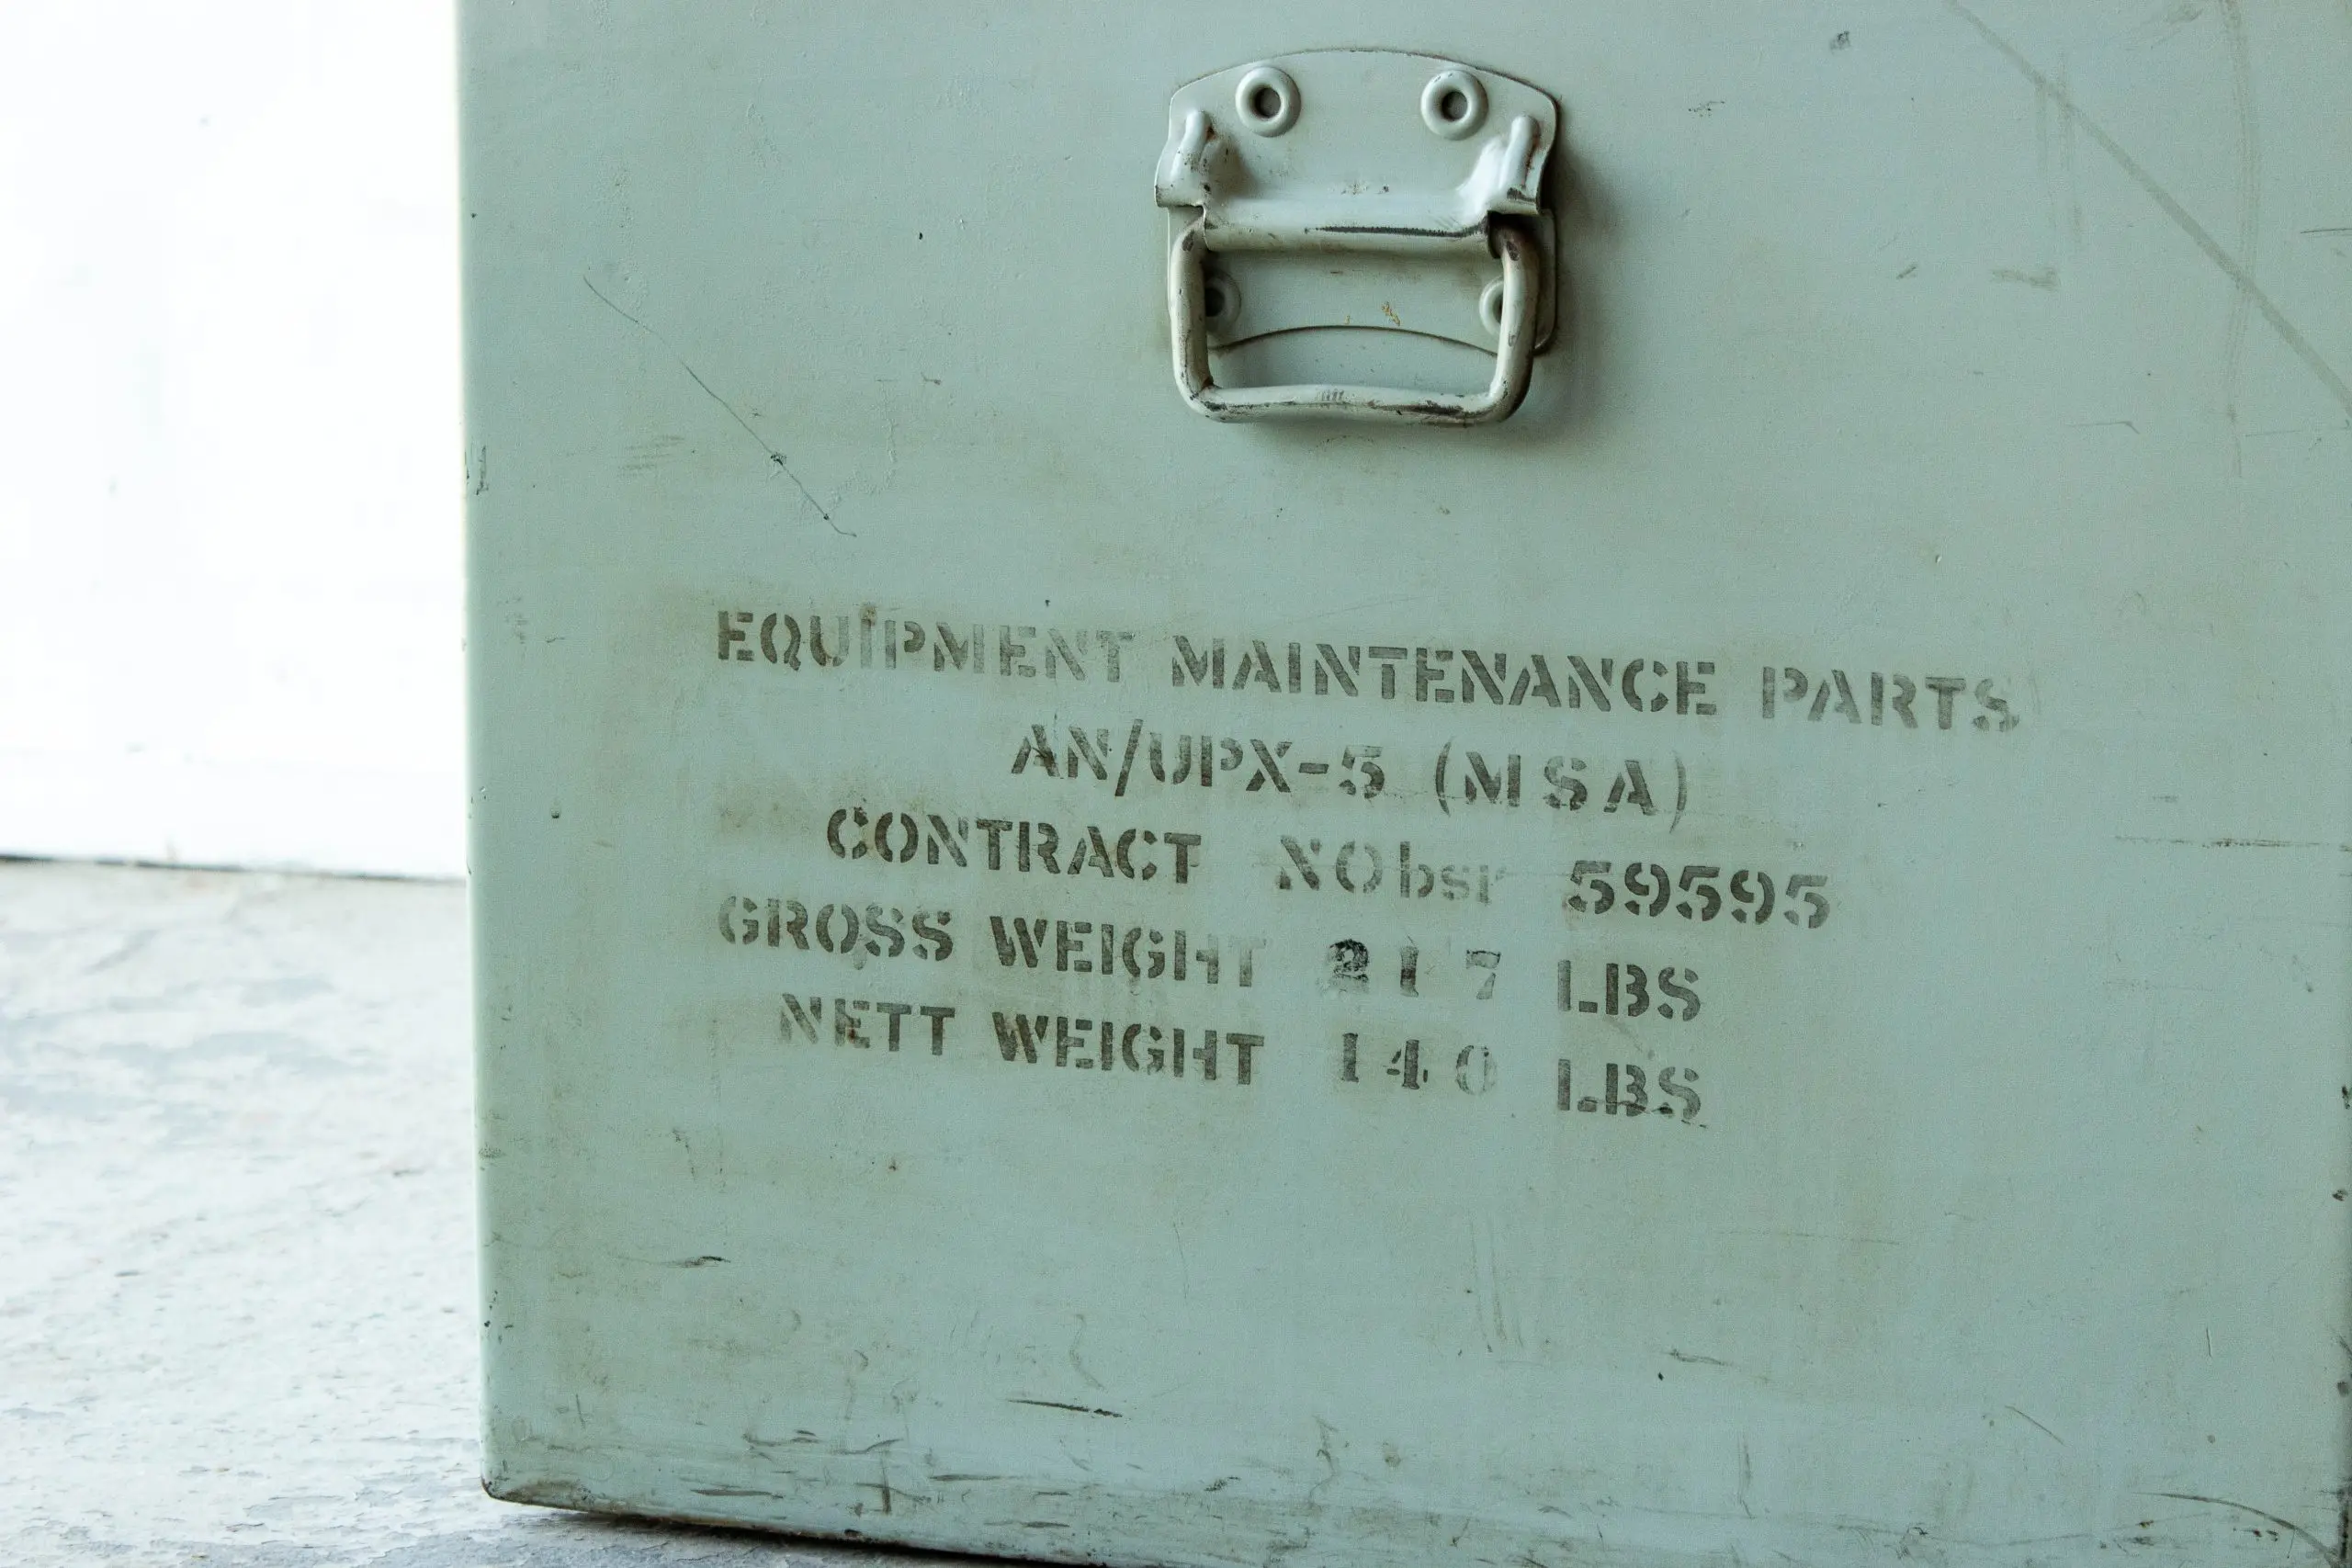 EQUIPMENT MAINTENANCE PARTS
AN/UPX-5 (MSA)
CONTRACT NObsr 59595
GROSS WEIGHT 217 LBS
NETT WEIGHT 140 LBS